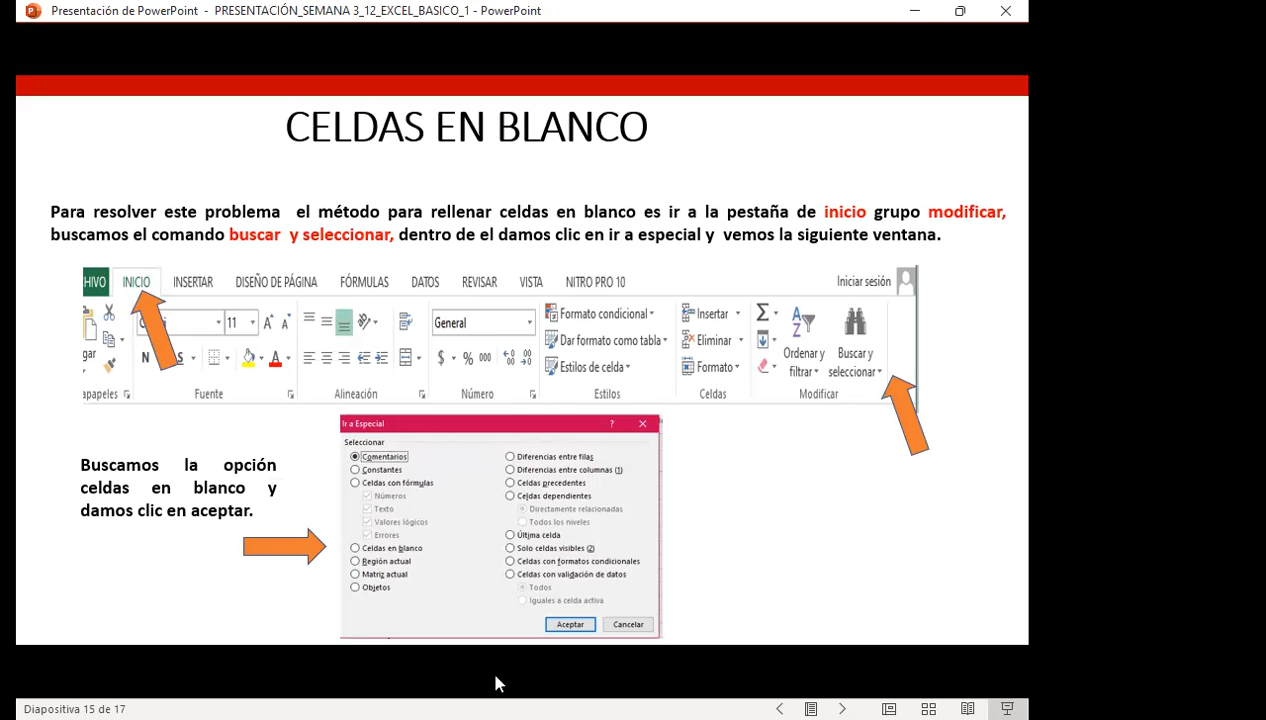 Presentación de PowerPoint - PRESENTACIÓN_SEMANA 3_12_EXCEL_BASICO_1 - PowerPoint
CELDAS EN BLANCO
Para resolver este problema el método para rellenar celdas en blanco es ir a la pestaña de inicio grupo modificar,
buscamos el comando buscar y seleccionar, dentro de el damos clic en ir a especial y vemos la siguiente ventana.
HIVO INICIO INSERTAR DISEÑO DE PÁGINA FÓRMULAS DATOS REVISAR VISTA NITRO PRO 10 Iniciar sesión
11 A A General Formato condicional Insertar Σ A Z
Dar formato como tabla Eliminar
gar N S A $ % 000 Ordenar y Buscar y
Estilos de celda Formato filtrar seleccionar
apapeles Fuente Alineación Número Estilos Celdas Modificar
Ir a Especial ? ×
Seleccionar
Comentarios
Constantes
Celdas con fórmulas
Números
Texto
Valores lógicos
Errores
Celdas en blanco
Región actual
Matriz actual
Objetos
Diferencias entre filas
Diferencias entre columnas (1)
Celdas precedentes
Celdas dependientes
Directamente relacionadas
Todos los niveles
Última celda
Solo celdas visibles (2)
Celdas con formatos condicionales
Celdas con validación de datos
Todos
Iguales a celda activa
Aceptar Cancelar
Buscamos la opción
celdas en blanco y
damos clic en aceptar.
Diapositiva 15 de 17